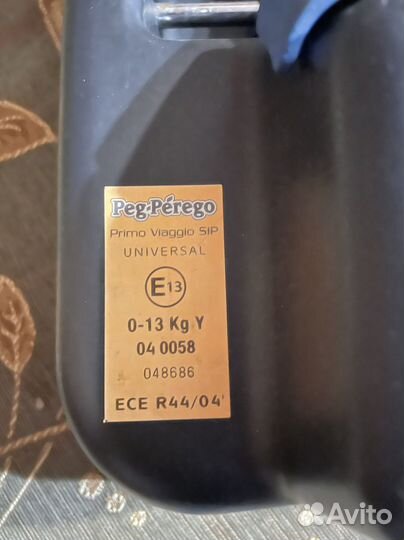 Peg-Pérego
Primo Viaggio SIP
UNIVERSAL
E13
0-13 Kg Y
04 0058
048686
ECE R44/04
Avito